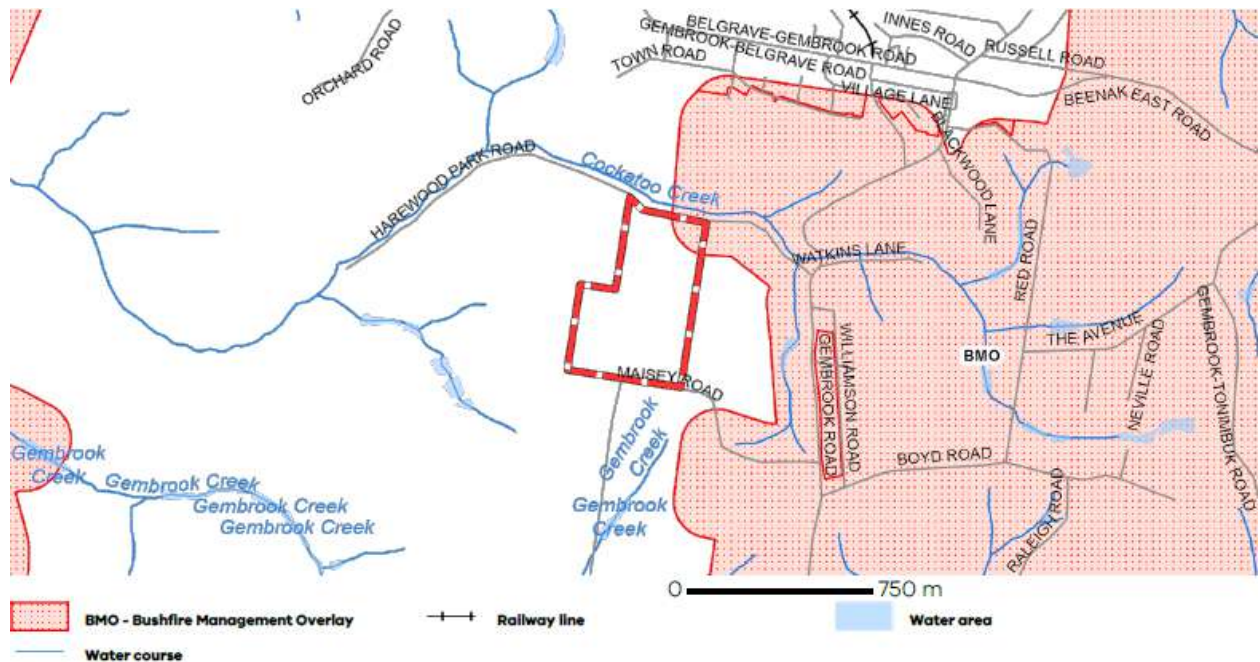 BELGRAVE-GEMBROOK ROAD
INNES ROAD
GEMBROOK-BELGRAVE ROAD
RUSSELL ROAD
TOWN ROAD
ORCHARD ROAD
VILLAGE LANE
BEENAK EAST ROAD
BLACKWOOD LANE
HAREWOOD PARK ROAD
Cockatoo Creek
WATKINS LANE
RED ROAD
GEMBROOK-TONIMBUK ROAD
THE AVENUE
WILLIAMSON ROAD
GEMBROOK ROAD
BMO
MAISEY ROAD
NEVILLE ROAD
Gembrook
Creek
Gembrook
Creek
BOYD ROAD
Gembrook Creek
Gembrook Creek
Gembrook Creek
Gembrook
Creek
RALEIGH ROAD
0 750 m
BMO - Bushfire Management Overlay
Railway line
Water area
Water course